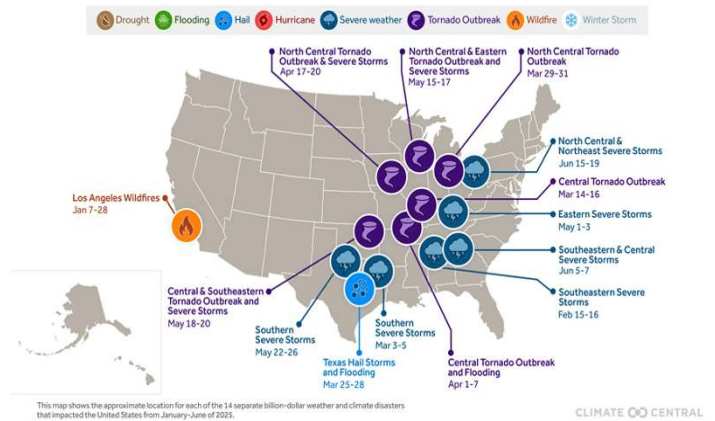 Drought Flooding Hail Hurricane Severe weather Tornado Outbreak Wildfire Winter Storm
North Central Tornado
Outbreak & Severe Storms
Apr 17-20
North Central & Eastern
Tornado Outbreak and
Severe Storms
May 15-17
North Central Tornado
Outbreak
Mar 29-31
North Central &
Northeast Severe Storms
Jun 15-19
Central Tornado Outbreak
Mar 14-16
Los Angeles Wildfires
Jan 7-28
Eastern Severe Storms
May 1-3
Southeastern & Central
Severe Storms
Jun 5-7
Southeastern Severe
Storms
Feb 15-16
Central & Southeastern
Tornado Outbreak and
Severe Storms
May 18-20
Southern
Severe Storms
May 22-26
Southern
Severe Storms
Mar 3-5
Texas Hail Storms
and Flooding
Mar 25-28
Central Tornado Outbreak
and Flooding
Apr 1-7
This map shows the approximate location for each of the 14 separate billion-dollar weather and climate disasters
that impacted the United States from January-June of 2025.
CLIMATE CENTRAL